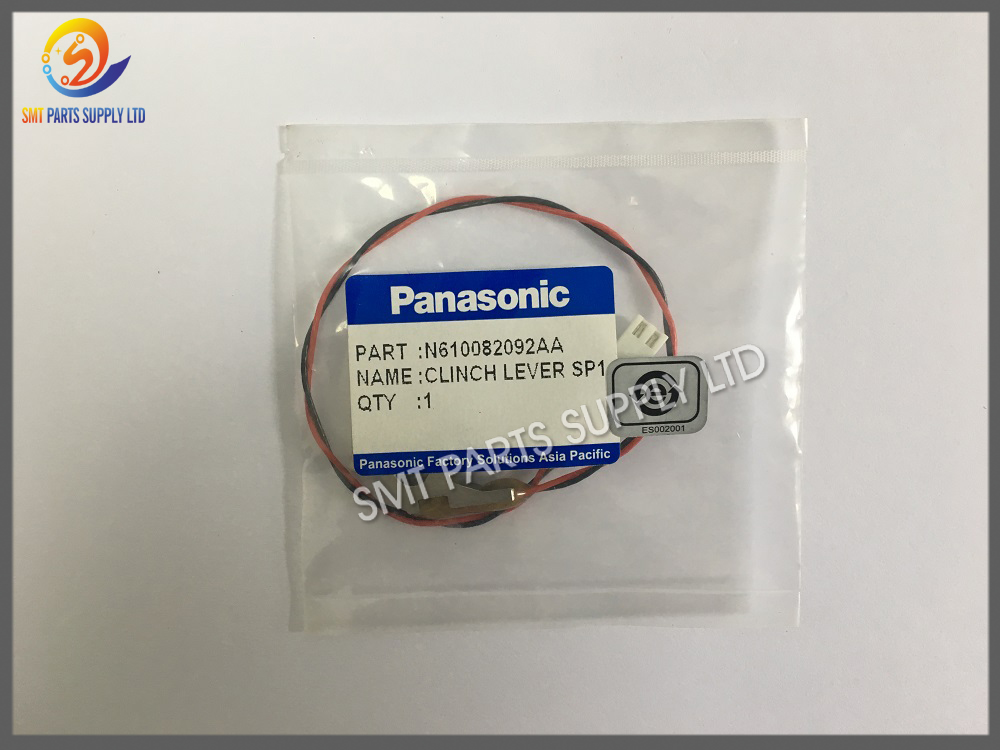 SMT PARTS SUPPLY LTD
Panasonic
PART :N610082092AA
NAME :CLINCH LEVER SP1
QTY :1
ES002001
Panasonic Factory Solutions Asia Pacific
SMT PARTS SUPPLY LTD